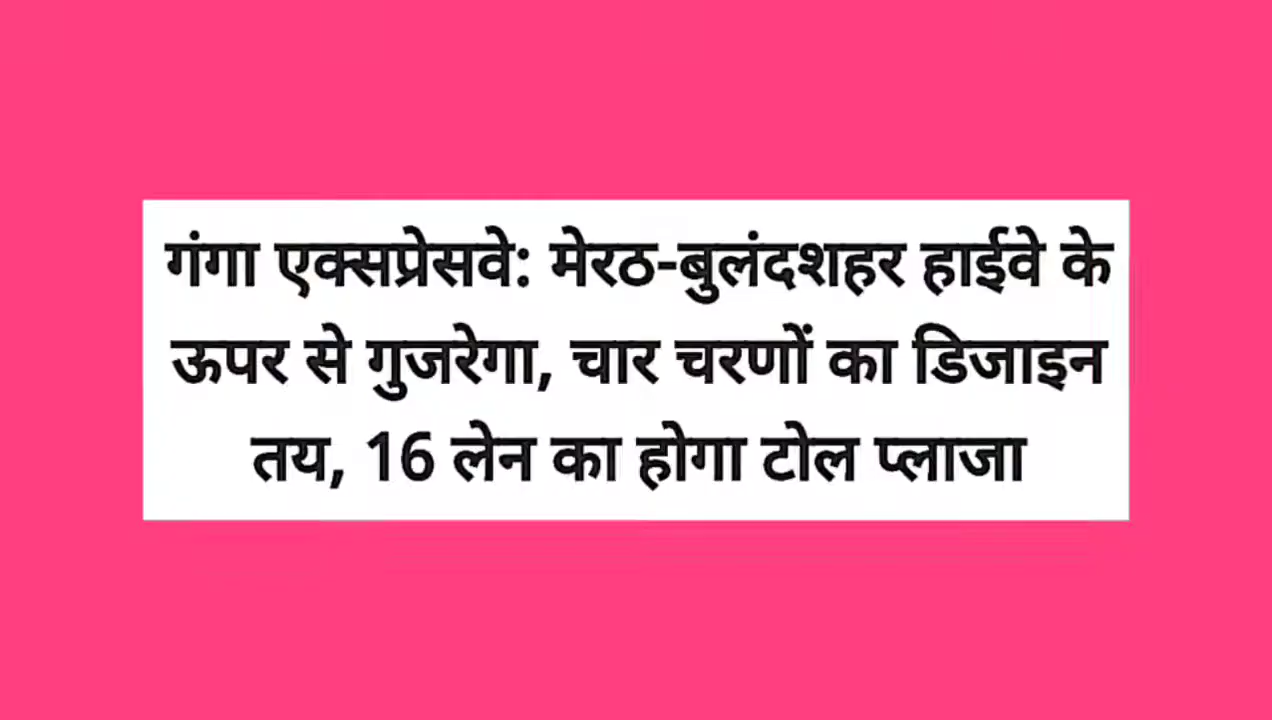 गंगा एक्सप्रेसवे: मेरठ-बुलंदशहर हाईवे के
ऊपर से गुजरेगा, चार चरणों का डिजाइन
तय, 16 लेन का होगा टोल प्लाजा